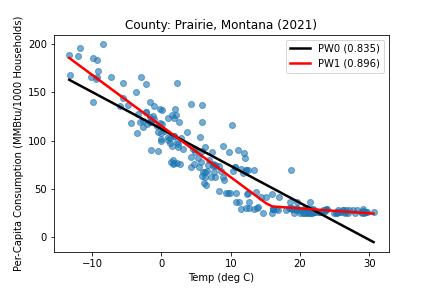 County: Prairie, Montana (2021)
Per-Capita Consumption (MMBtu/1000 Households)
200
150
100
50
0
PW0 (0.835)
PW1 (0.896)
−10
0
10
20
30
Temp (deg C)